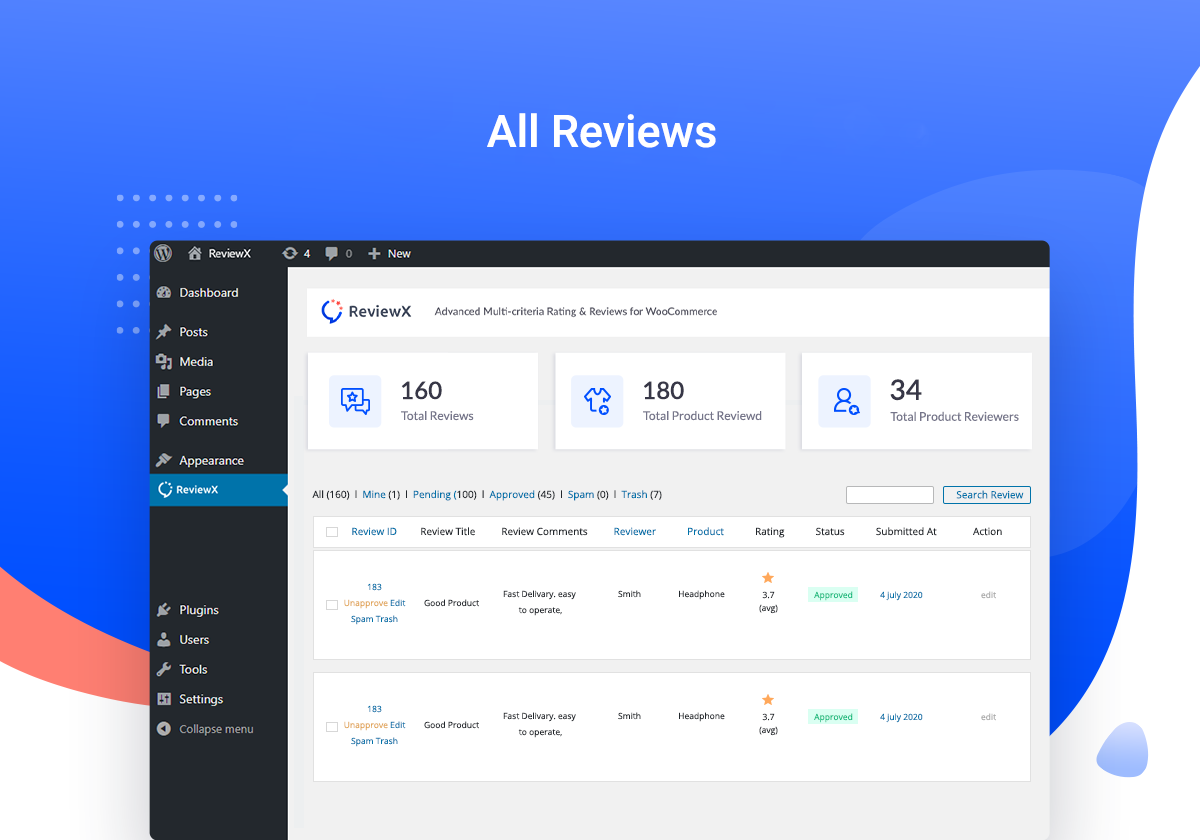 All Reviews
ReviewX 4 0 New
Dashboard
Posts
Media
Pages
Comments
Appearance
ReviewX
Plugins
Users
Tools
Settings
Collapse menu
ReviewX Advanced Multi-criteria Rating & Reviews for WooCommerce
160
Total Reviews
180
Total Product Reviewd
34
Total Product Reviewers
All (160) | Mine (1) | Pending (100) | Approved (45) | Spam (0) | Trash (7) Search Review
Review ID Review Title Review Comments Reviewer Product Rating Status Submitted At Action
183
Unapprove Edit
Spam Trash
Good Product
Fast Delivery. easy
to operate,
Smith
Headphone
3.7
(avg)
Approved
4 july 2020
edit
183
Unapprove Edit
Spam Trash
Good Product
Fast Delivery. easy
to operate,
Smith
Headphone
3.7
(avg)
Approved
4 july 2020
edit